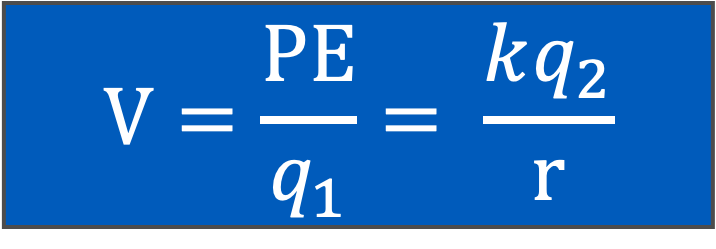 V = PE/q₁ = kq₂/r